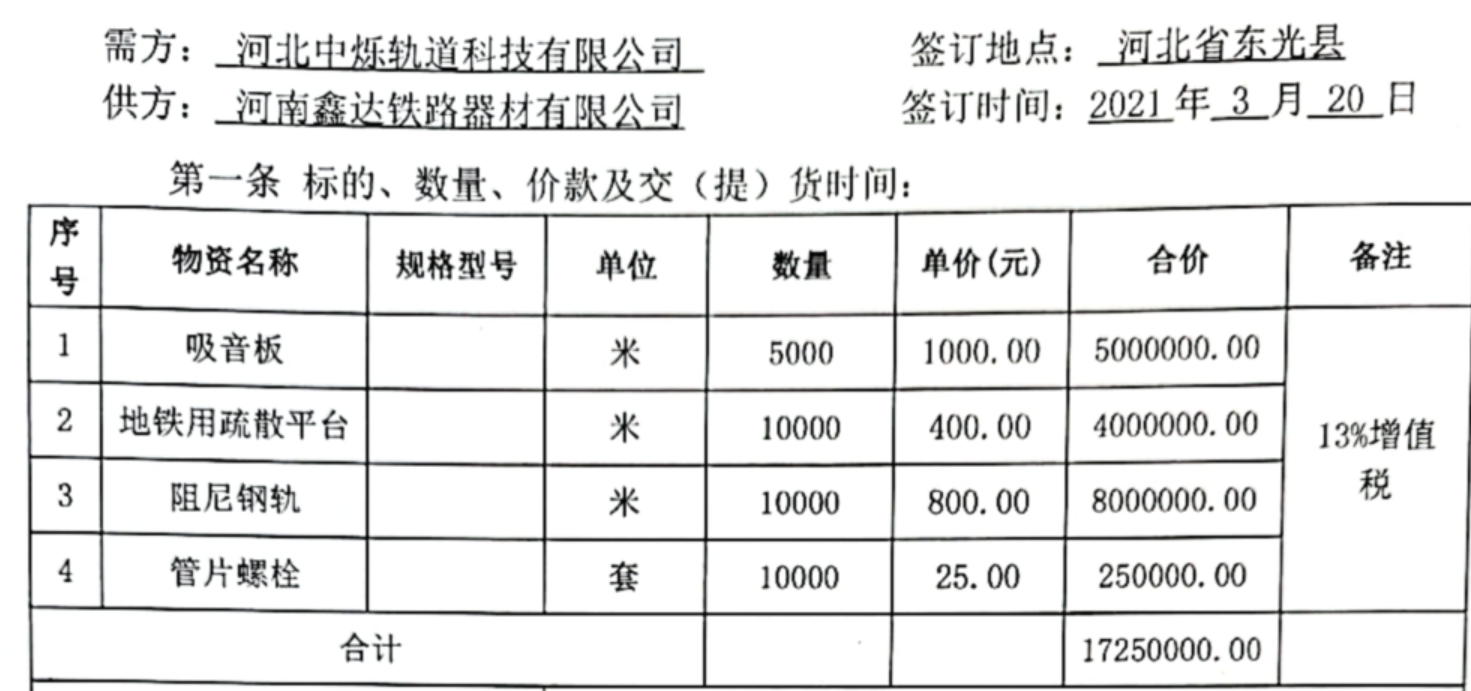 需方： 河北中烁轨道科技有限公司 签订地点： 河北省东光县
供方： 河南鑫达铁路器材有限公司 签订时间：2021年 3 月 20 日
第一条 标的、数量、价款及交（提）货时间：
序号 物资名称 规格型号 单位 数量 单价(元) 合价 备注
1 吸音板 米 5000 1000.00 5000000.00
2 地铁用疏散平台 米 10000 400.00 4000000.00 13%增值税
3 阻尼钢轨 米 10000 800.00 8000000.00
4 管片螺栓 套 10000 25.00 250000.00
合计 17250000.00